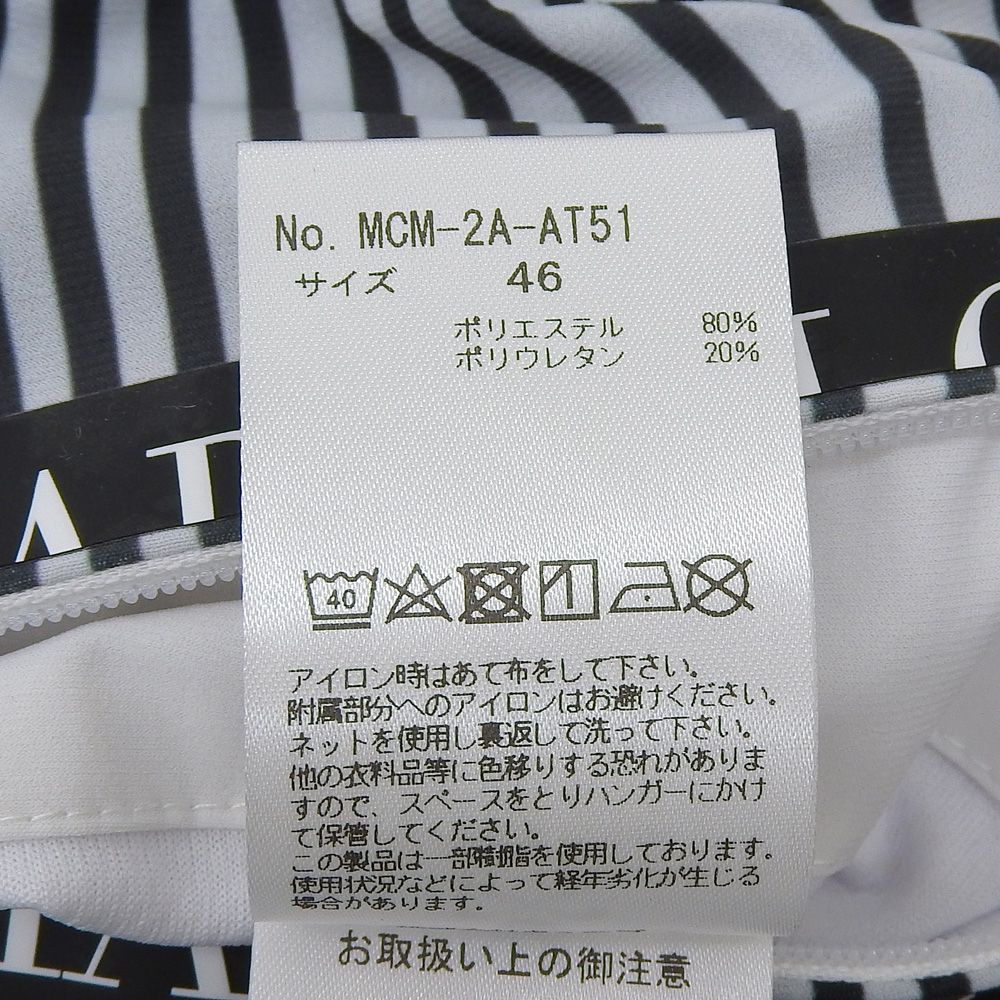 No. MCM-2A-AT51
サイズ 46
ポリエステル 80%
ポリウレタン 20%
40
アイロン時はあて布をして下さい。
附属部分へのアイロンはお避けください。
ネットを使用し裏返して洗って下さい。
他の衣料品等に色移りする恐れがありま
すので、スペースをとりハンガーにかけ
て保管してください。
この製品は一部樹脂を使用しております。
使用状況などによって経年劣化が生じる
場合があります。
お取扱い上の御注意